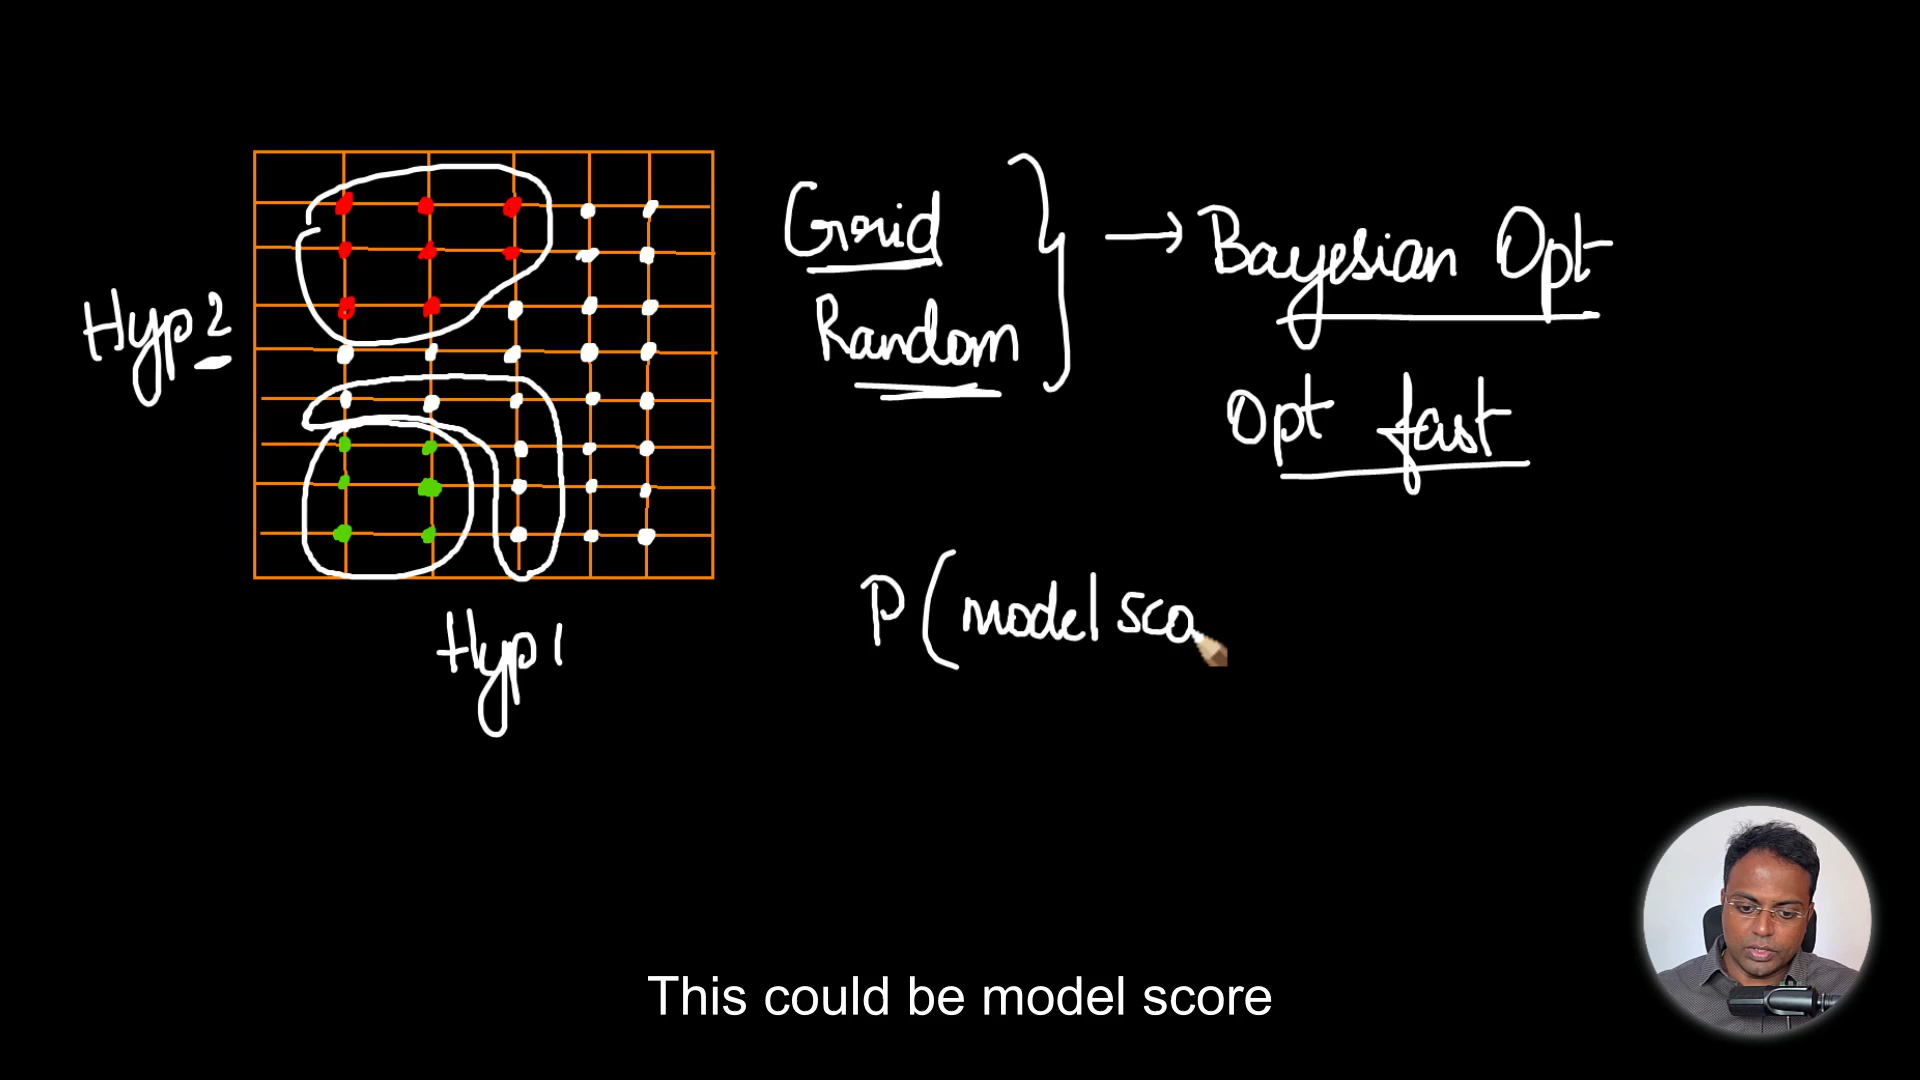 Hyp 2
Hyp 1
Grid
Random
→ Bayesian Opt
Opt fast
P ( model sco
This could be model score